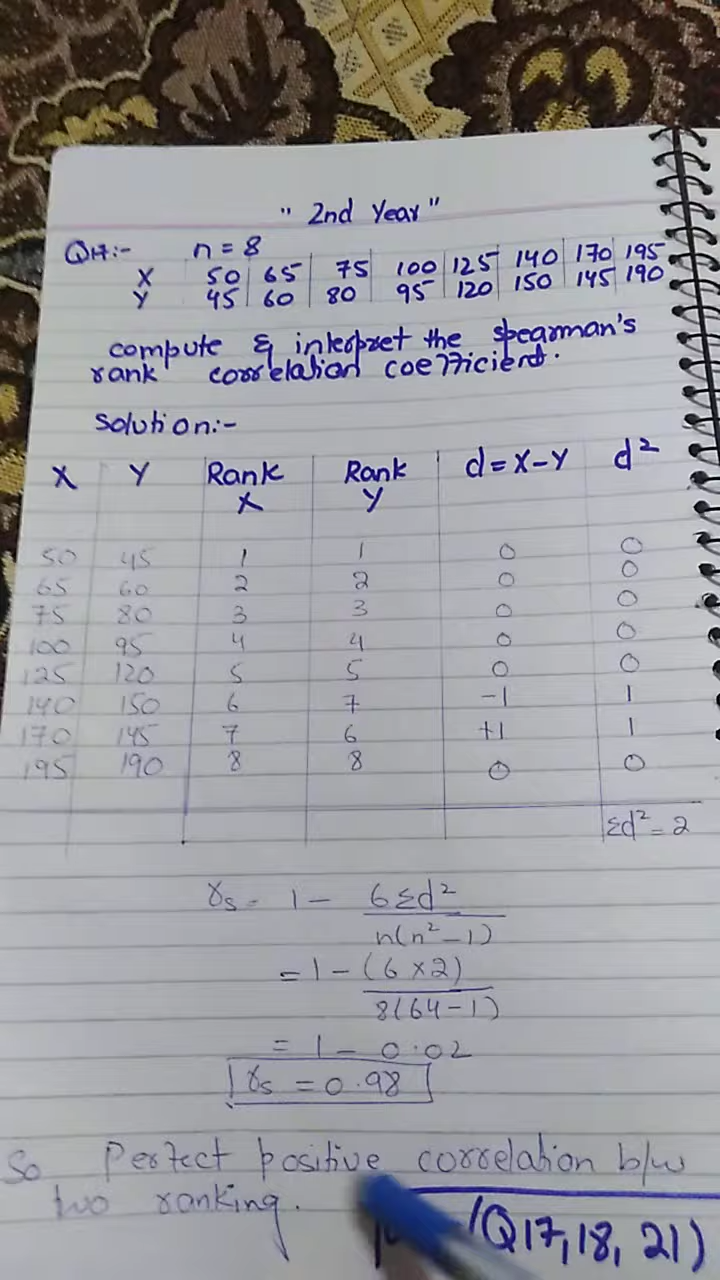 " 2nd Year"
Q17:- n = 8
X 50 65 75 100 125 140 170 195
Y 45 60 80 95 120 150 145 190
compute & interpret the spearman's
rank correlation coefficient.
Solution:-
X Y Rank X Rank Y d = X-Y d²
50 45 1 1 0 0
65 60 2 2 0 0
75 80 3 3 0 0
100 95 4 4 0 0
125 120 5 5 0 0
140 150 6 7 -1 1
170 145 7 6 +1 1
195 190 8 8 0 0
Σd² = 2
rs = 1 - 6Σd² / n(n²-1)
= 1 - (6×2) / 8(64-1)
= 1 - 0.02
rs = 0.98
So Perfect positive correlation b/w
two ranking.
(Q17,18, 21)